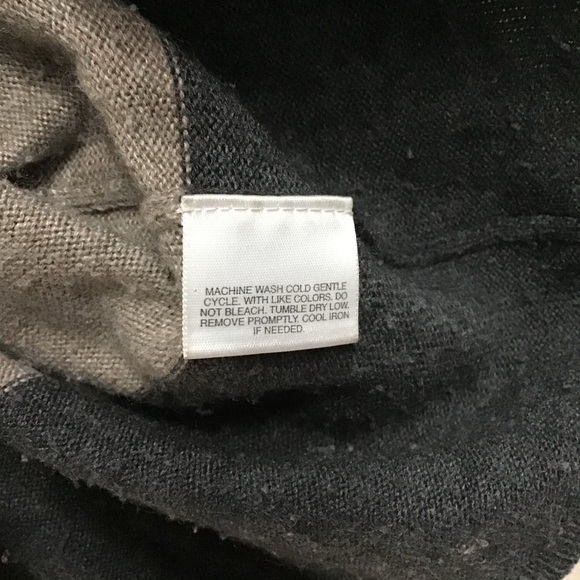 MACHINE WASH COLD GENTLE
CYCLE. WITH LIKE COLORS. DO
NOT BLEACH. TUMBLE DRY LOW.
REMOVE PROMPTLY. COOL IRON
IF NEEDED.